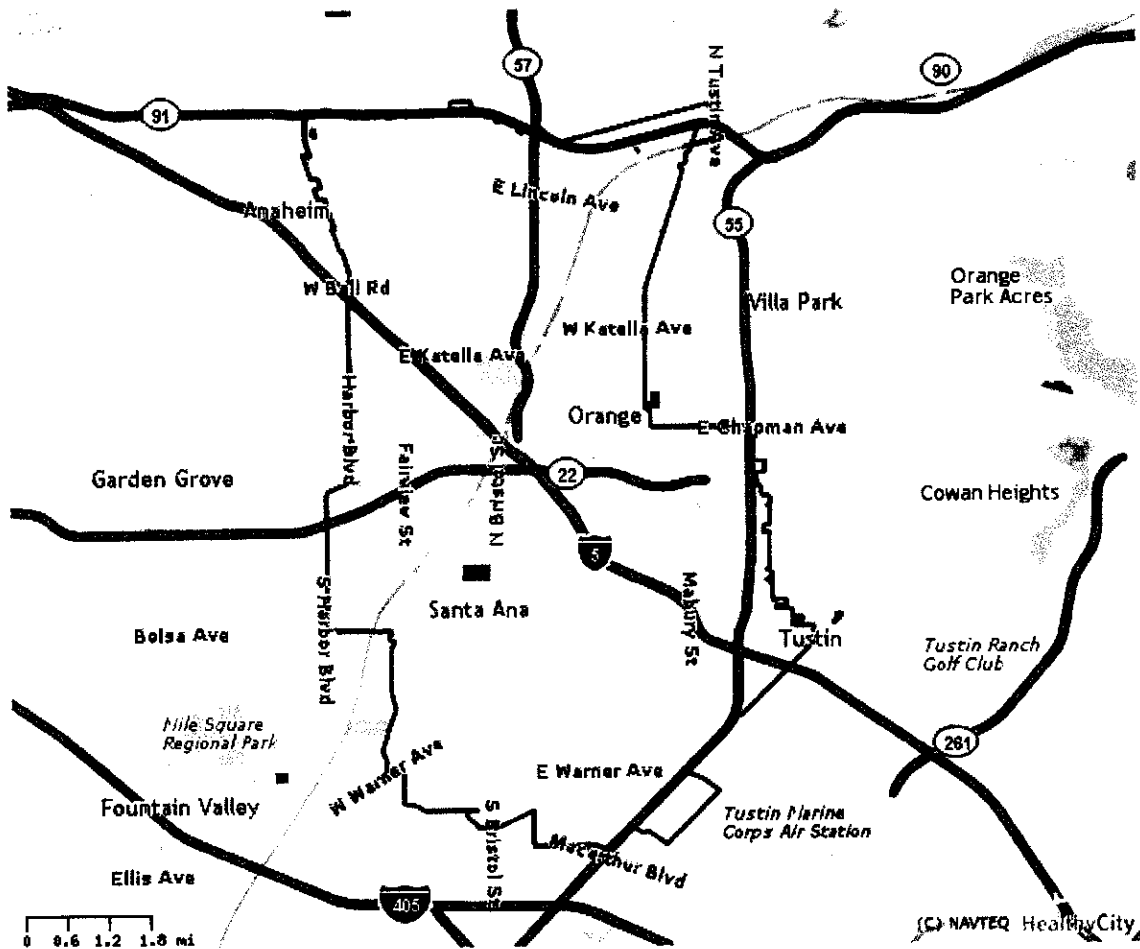 57
90
N Tustin Ave
91
E Lincoln Ave
Anaheim
55
Orange
Park Acres
W Ball Rd
Villa Park
W Katella Ave
E Katella Ave
Harbor Blvd
Orange
E Chapman Ave
Fairview St
N Bristol St
Garden Grove
22
Cowan Heights
5
S Harbor Blvd
Santa Ana
Mabury St
Bolsa Ave
Tustin
Tustin Ranch
Golf Club
Mile Square
Regional Park
261
W Warner Ave
E Warner Ave
Fountain Valley
S Bristol St
Tustin Marine
Corps Air Station
MacArthur Blvd
Ellis Ave
405
0 0.6 1.2 1.8 mi
(C) NAVTEQ HealthyCity